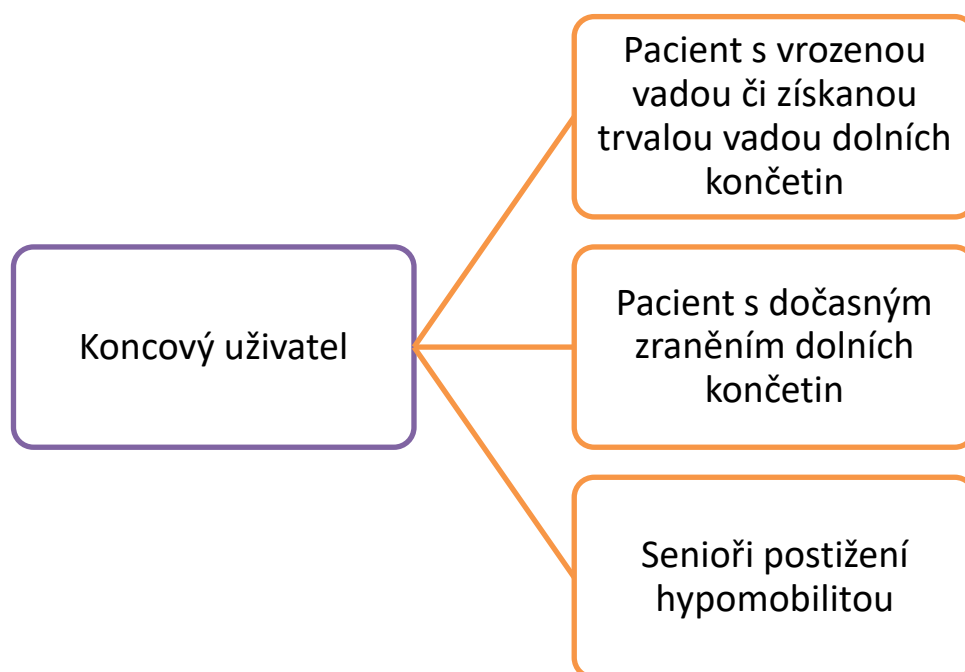 Pacient s vrozenou
vadou či získanou
trvalou vadou dolních
končetin
Koncový uživatel
Pacient s dočasným
zraněním dolních
končetin
Senioři postižení
hypomobilitou